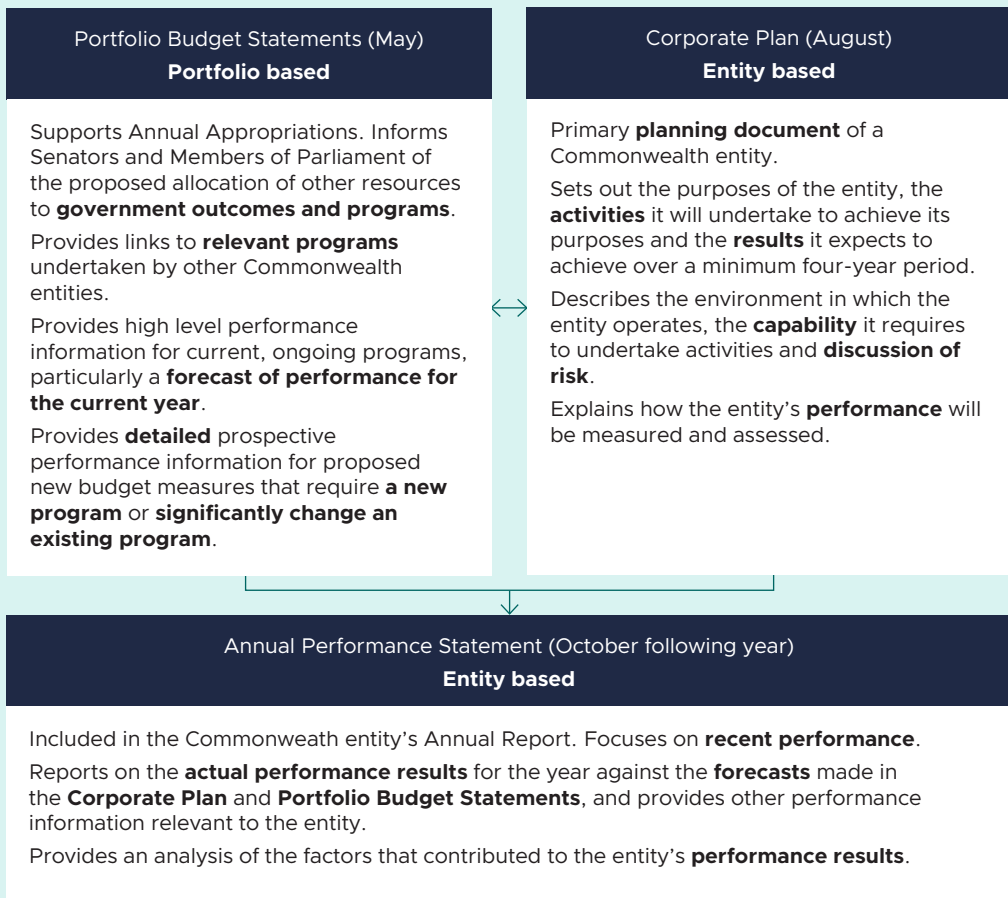 Portfolio Budget Statements (May)
Portfolio based
Supports Annual Appropriations. Informs
Senators and Members of Parliament of
the proposed allocation of other resources
to government outcomes and programs.
Provides links to relevant programs
undertaken by other Commonwealth
entities.
Provides high level performance
information for current, ongoing programs,
particularly a forecast of performance for
the current year.
Provides detailed prospective
performance information for proposed
new budget measures that require a new
program or significantly change an
existing program.
Corporate Plan (August)
Entity based
Primary planning document of a
Commonwealth entity.
Sets out the purposes of the entity, the
activities it will undertake to achieve its
purposes and the results it expects to
achieve over a minimum four-year period.
Describes the environment in which the
entity operates, the capability it requires
to undertake activities and discussion of
risk.
Explains how the entity's performance will
be measured and assessed.
Annual Performance Statement (October following year)
Entity based
Included in the Commonweath entity's Annual Report. Focuses on recent performance.
Reports on the actual performance results for the year against the forecasts made in
the Corporate Plan and Portfolio Budget Statements, and provides other performance
information relevant to the entity.
Provides an analysis of the factors that contributed to the entity's performance results.